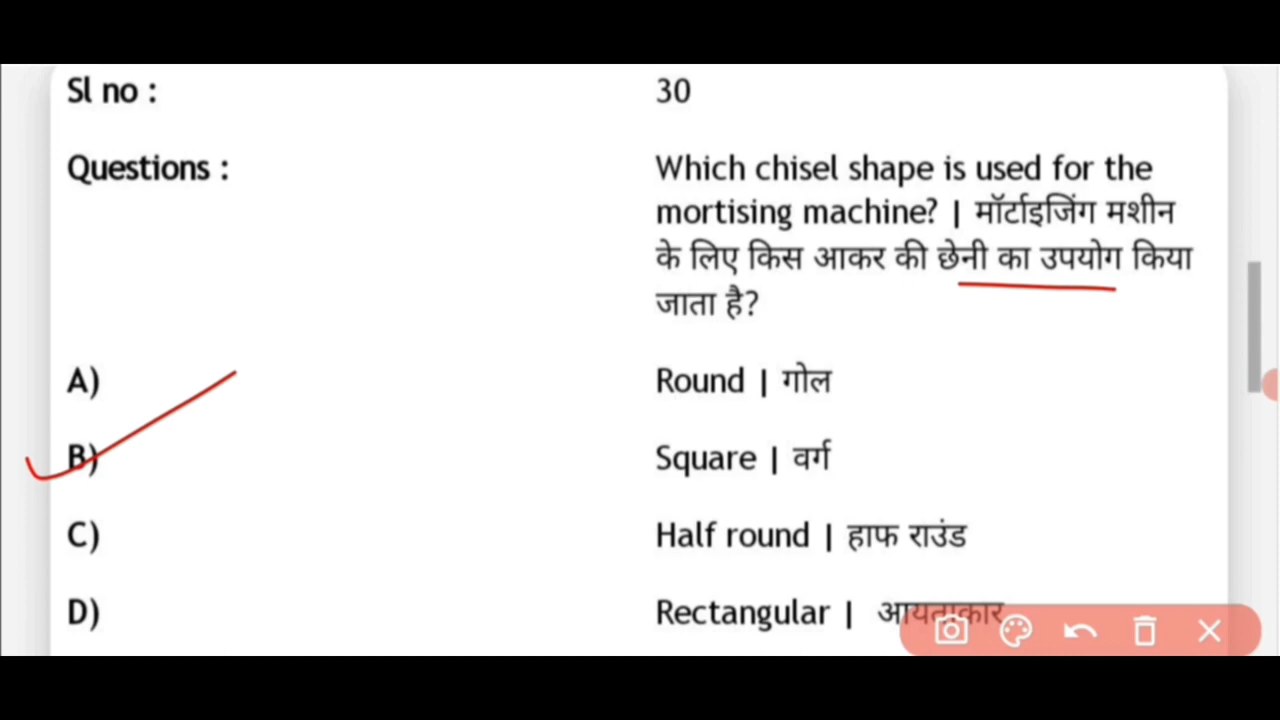 Sl no : 30
Questions : Which chisel shape is used for the
mortising machine? | मॉर्टाइजिंग मशीन
के लिए किस आकर की छेनी का उपयोग किया
जाता है?
A) Round | गोल
B) Square | वर्ग
C) Half round | हाफ राउंड
D) Rectangular | आयताकार